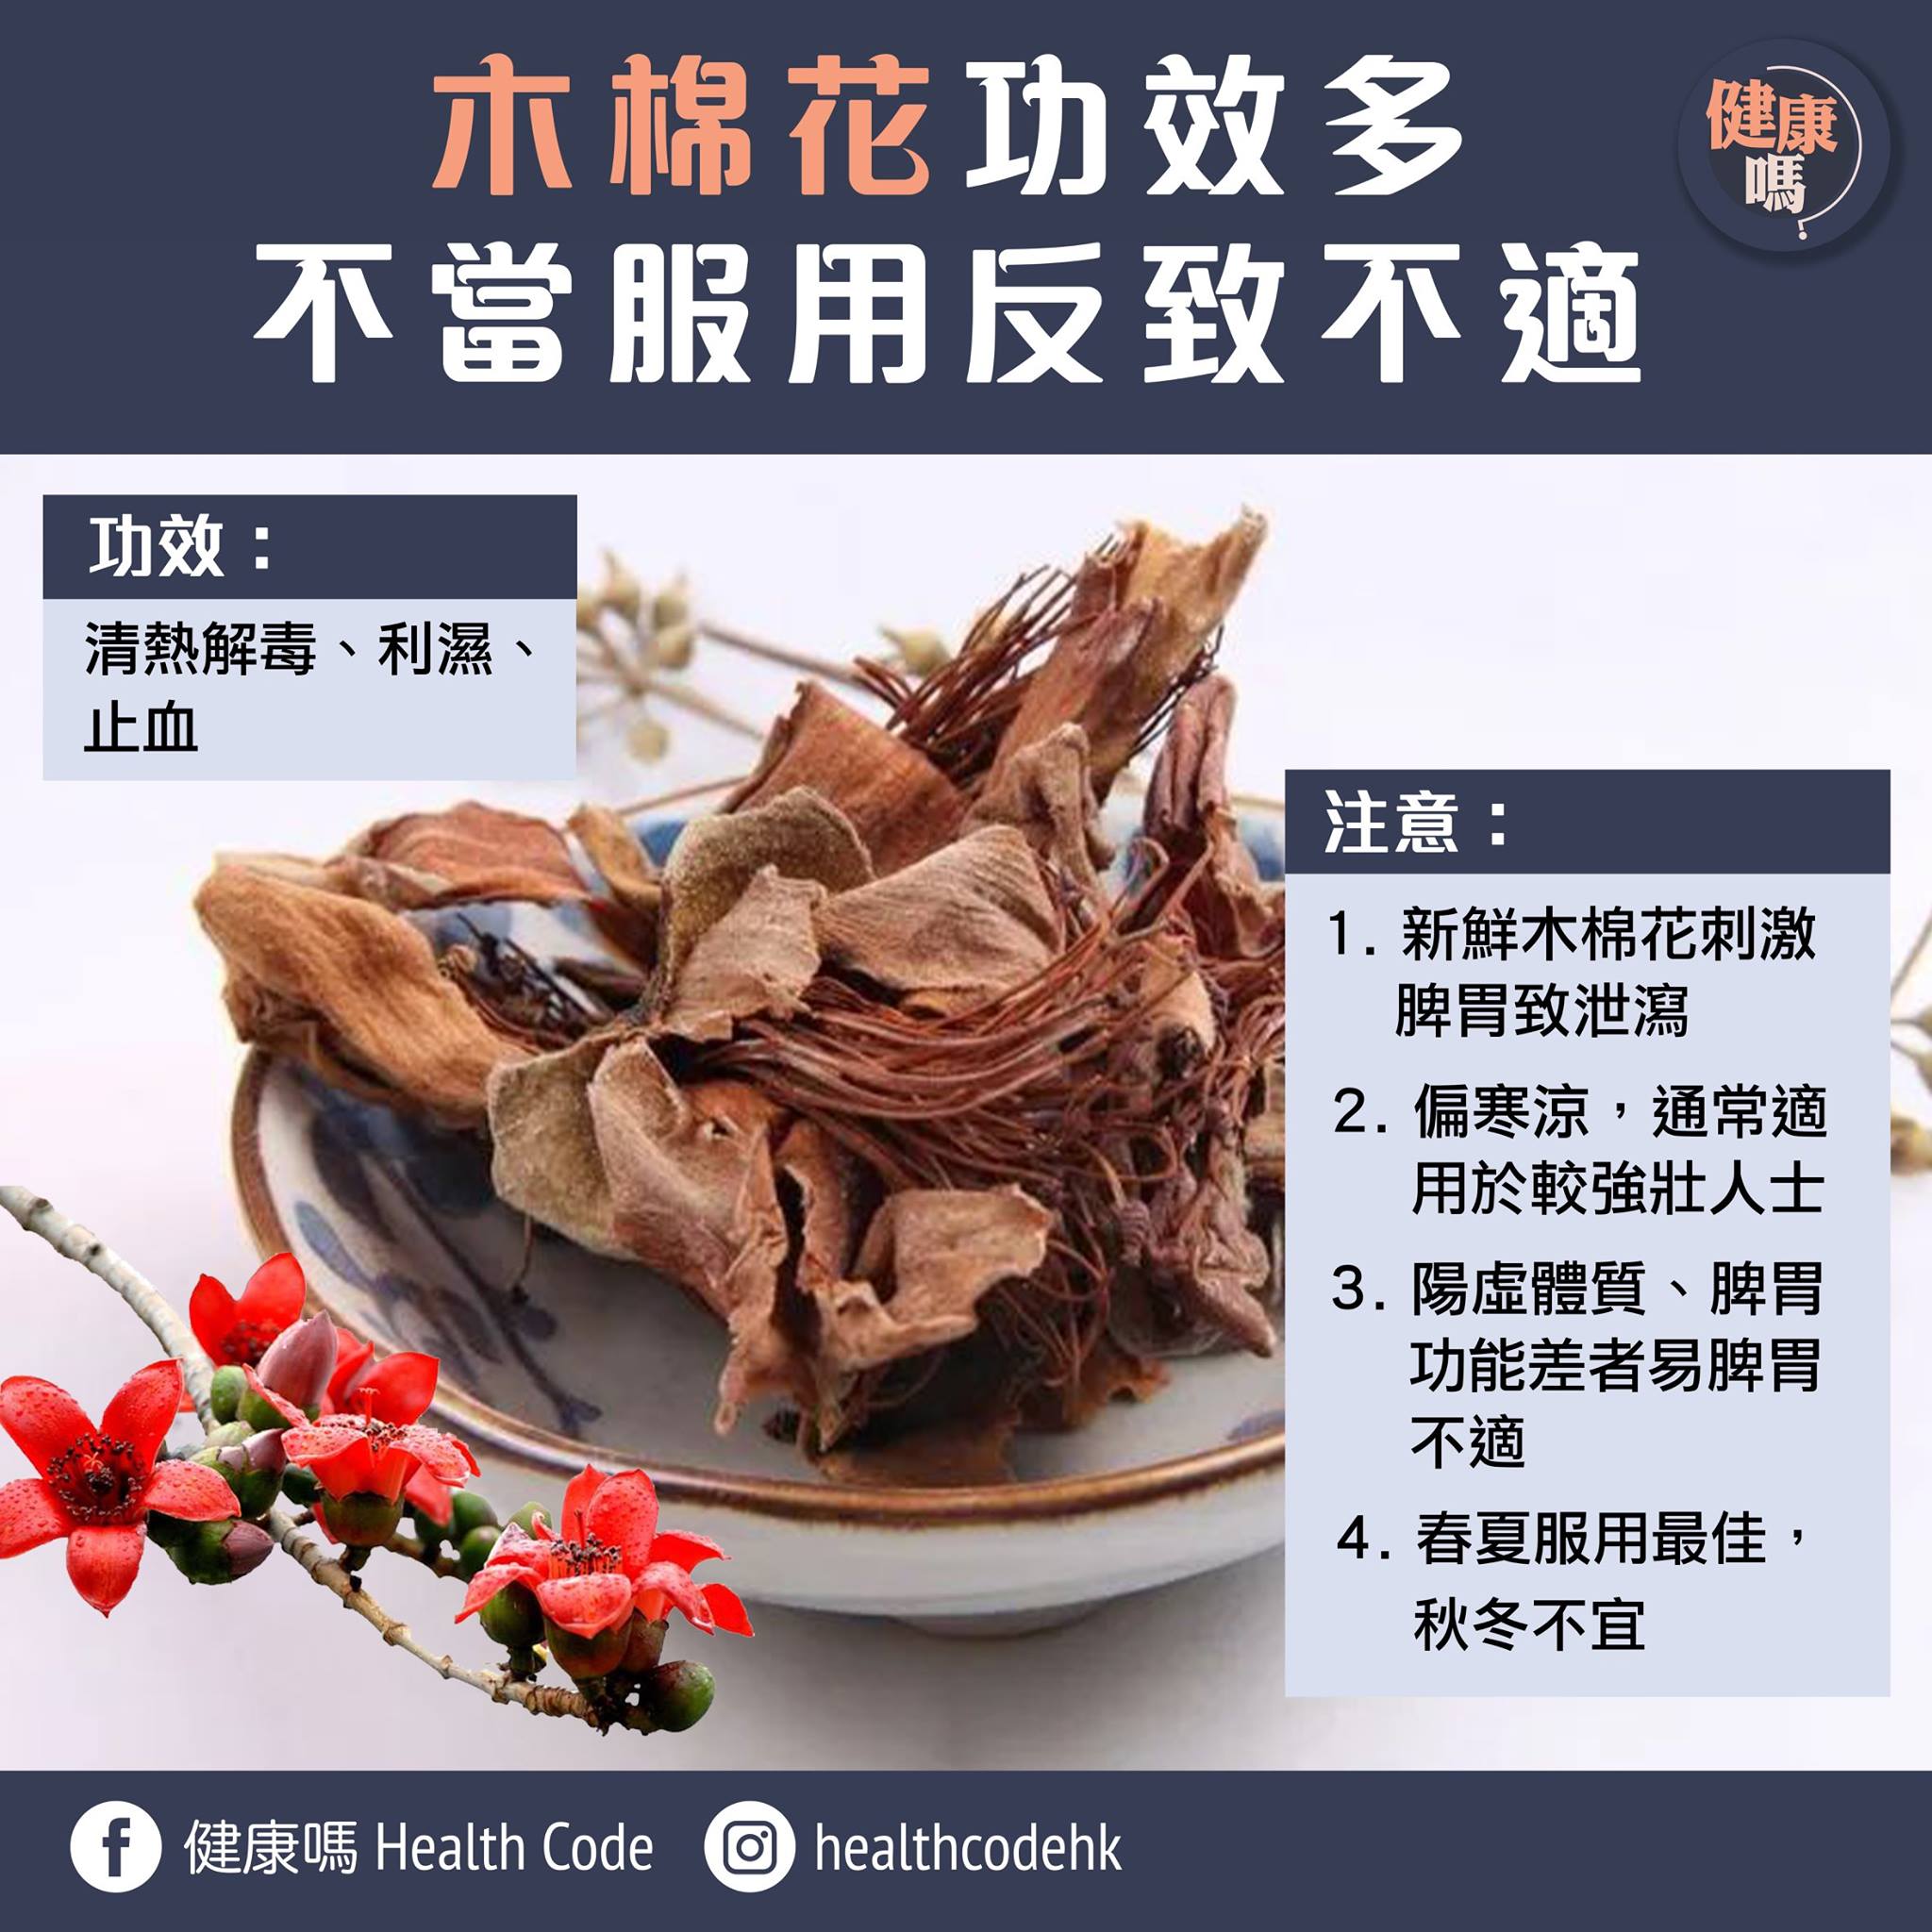 木棉花功效多
不當服用反致不適
健康
嗎
功效：
清熱解毒、利濕、
止血
注意：
1. 新鮮木棉花刺激
脾胃致泄瀉
2. 偏寒涼，通常適
用於較強壯人士
3. 陽虛體質、脾胃
功能差者易脾胃
不適
4. 春夏服用最佳，
秋冬不宜
健康嗎 Health Code
healthcodehk